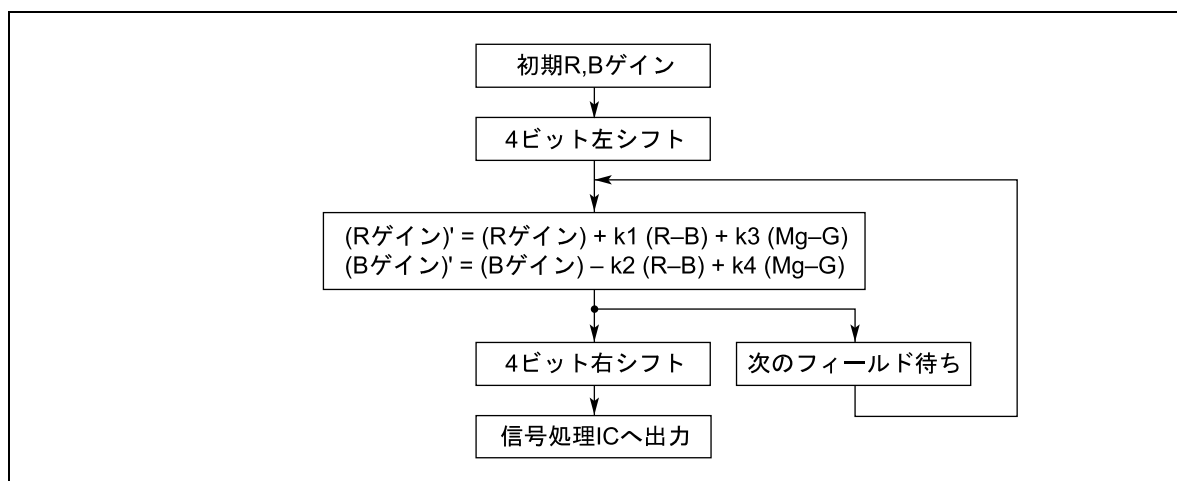 初期R,Bゲイン
4ビット左シフト
(Rゲイン)' = (Rゲイン) + k1 (R–B) + k3 (Mg–G)
(Bゲイン)' = (Bゲイン) – k2 (R–B) + k4 (Mg–G)
4ビット右シフト
次のフィールド待ち
信号処理ICへ出力